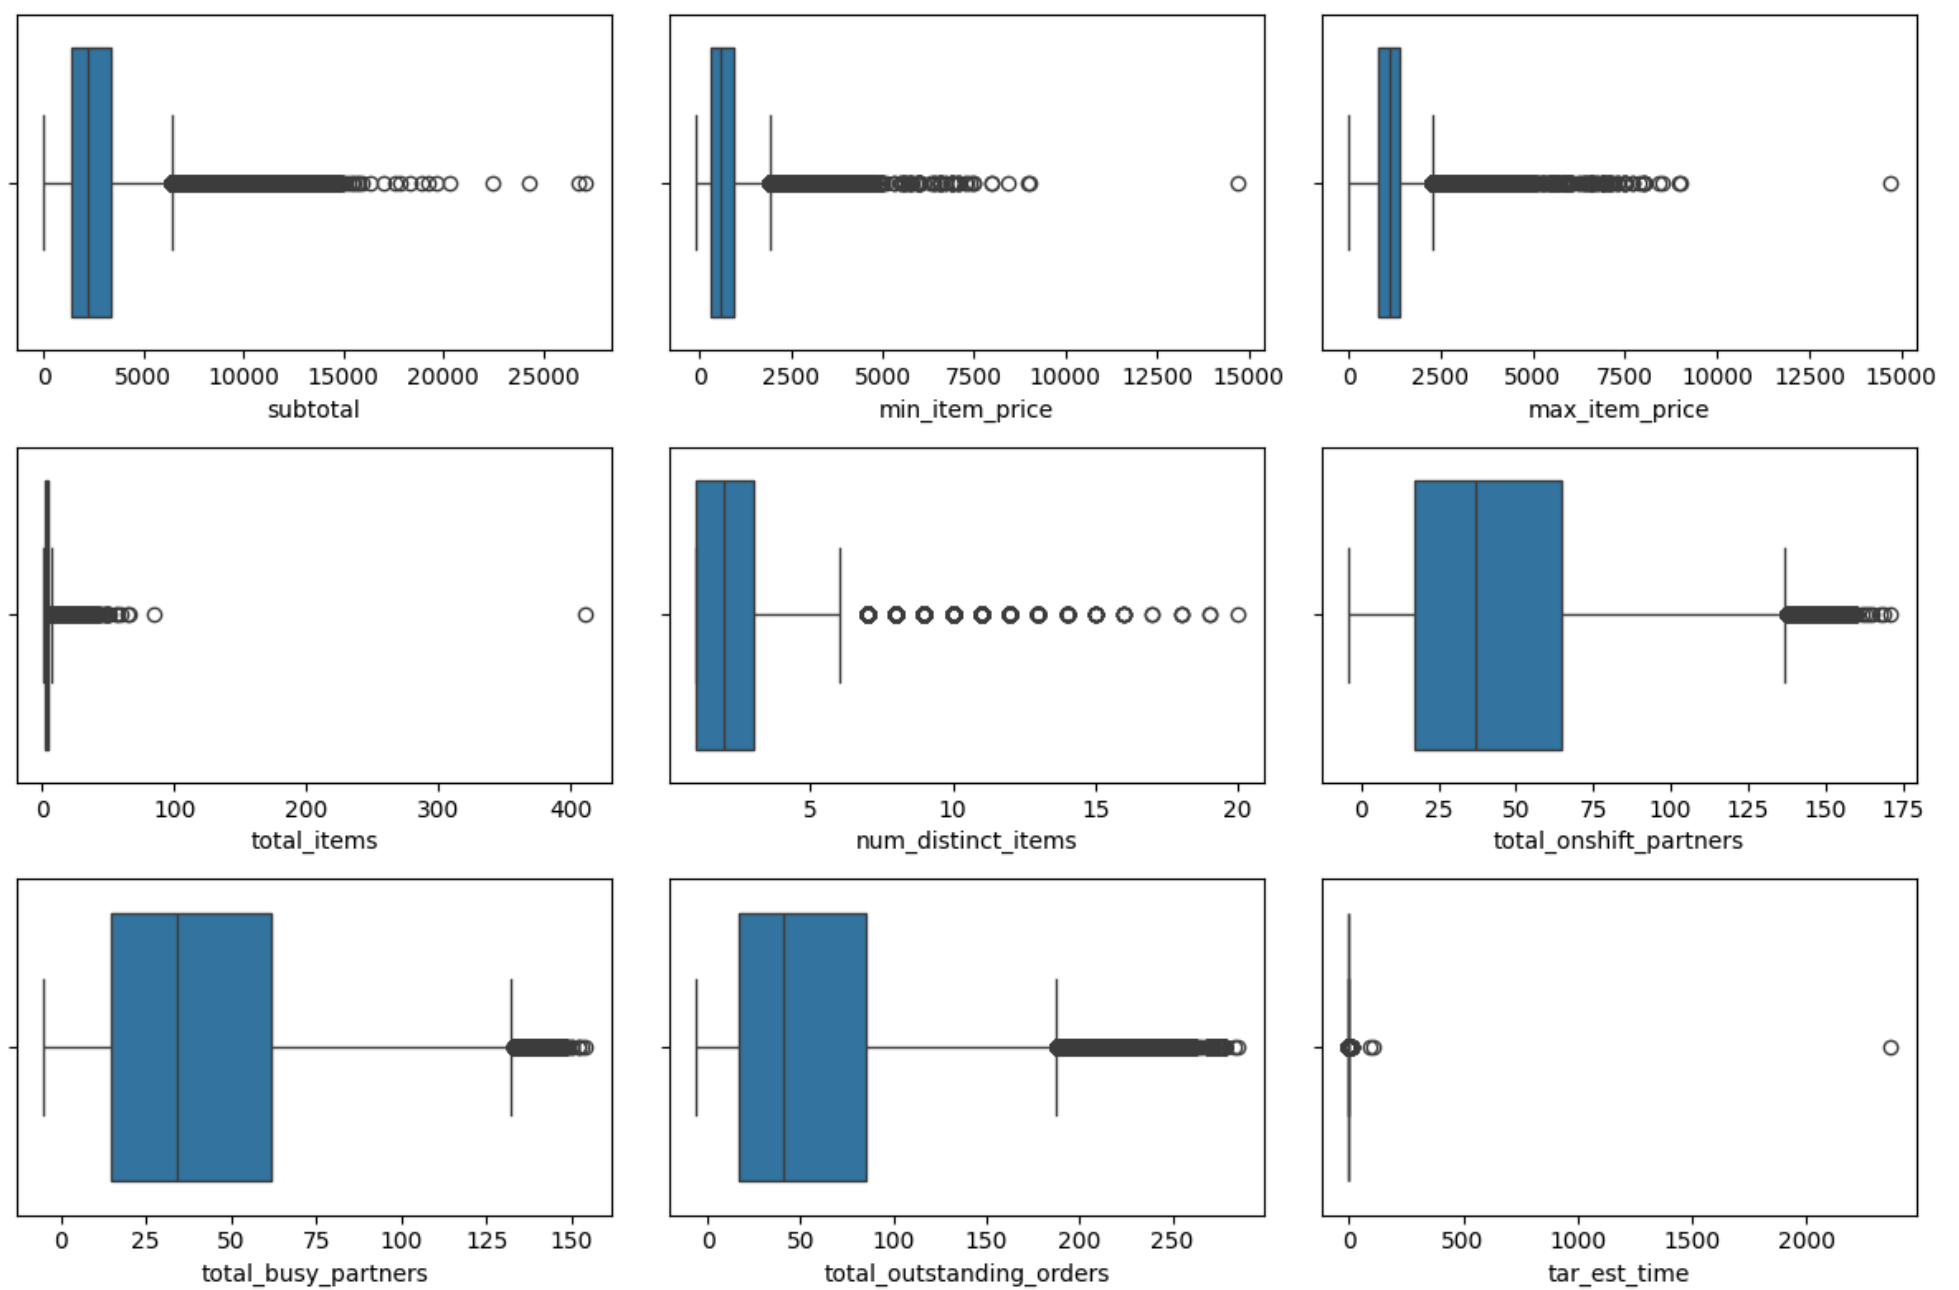 0 5000 10000 15000 20000 25000
subtotal
0 2500 5000 7500 10000 12500 15000
min_item_price
0 2500 5000 7500 10000 12500 15000
max_item_price
0 100 200 300 400
total_items
5 10 15 20
num_distinct_items
0 25 50 75 100 125 150 175
total_onshift_partners
0 25 50 75 100 125 150
total_busy_partners
0 50 100 150 200 250
total_outstanding_orders
0 500 1000 1500 2000
tar_est_time